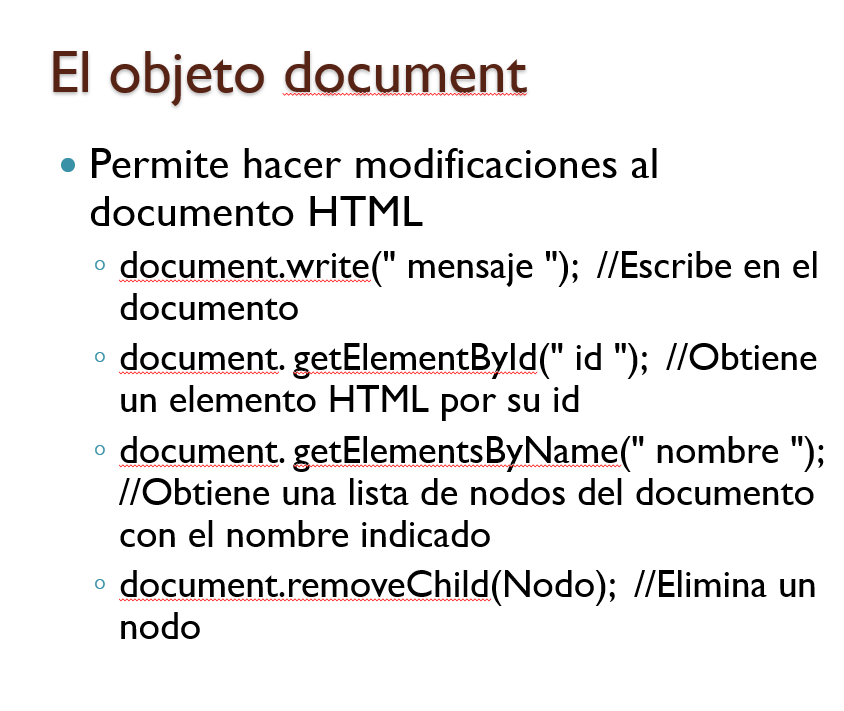 El objeto document
Permite hacer modificaciones al
documento HTML
document.write(" mensaje "); //Escribe en el
documento
document. getElementById(" id "); //Obtiene
un elemento HTML por su id
document. getElementsByName(" nombre ");
//Obtiene una lista de nodos del documento
con el nombre indicado
document.removeChild(Nodo); //Elimina un
nodo